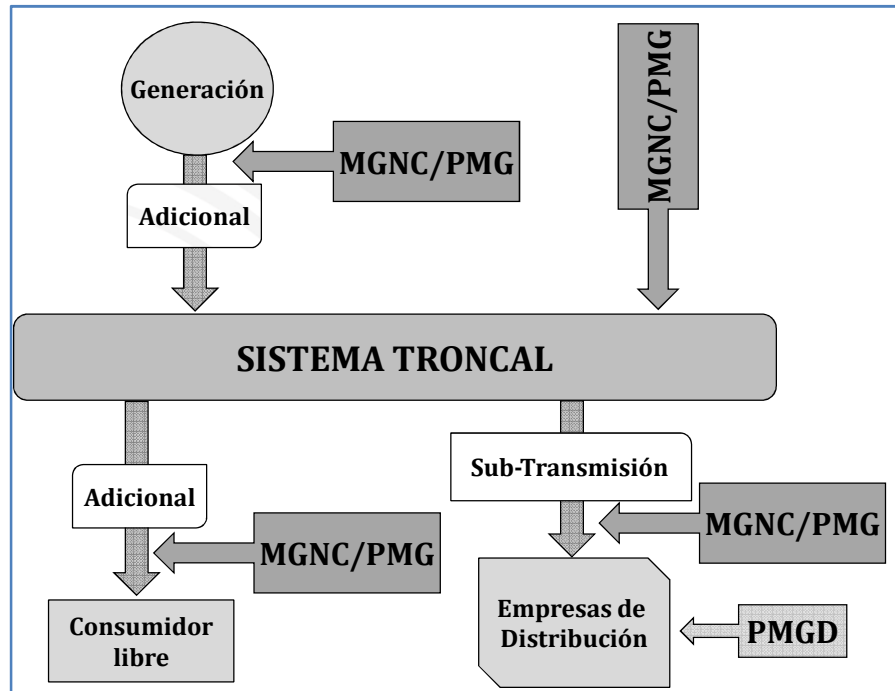 Generación
MGNC/PMG
MGNC/PMG
Adicional
SISTEMA TRONCAL
Adicional
Sub-Transmisión
MGNC/PMG
MGNC/PMG
Consumidor
libre
Empresas de
Distribución
PMGD